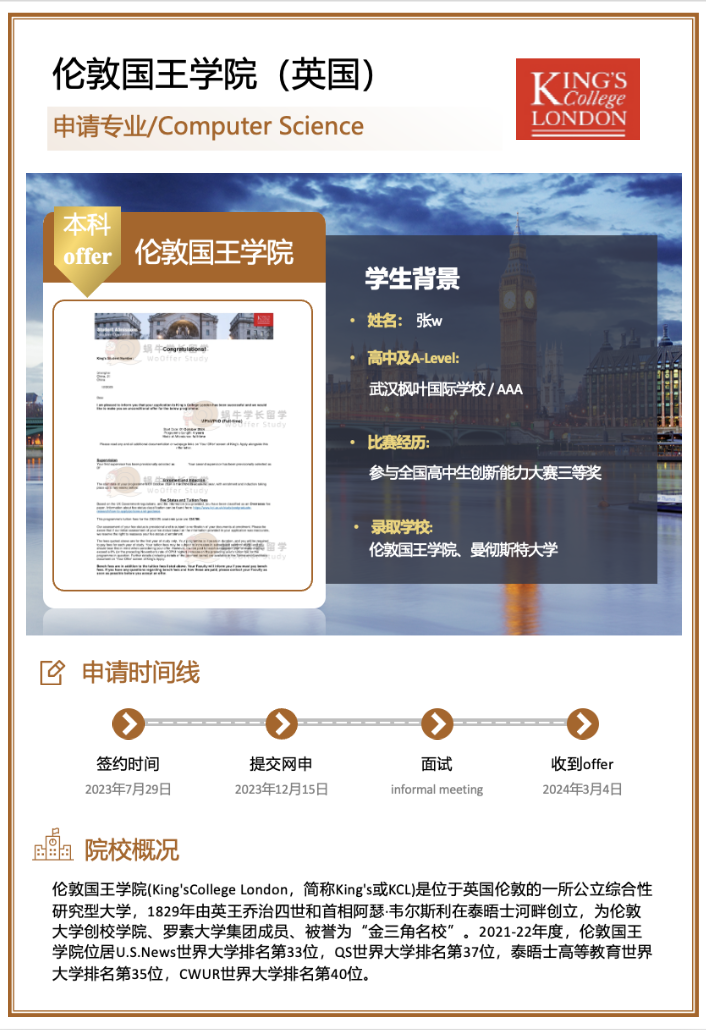 伦敦国王学院（英国）
申请专业/Computer Science
KING'S
College
LONDON
本科
offer
伦敦国王学院
Congratulations!
蜗牛学长留学
WeOffer Study
蜗牛学长留学
WeOffer Study
学生背景
• 姓名： 张w
• 高中及A-Level:
武汉枫叶国际学校 / AAA
• 比赛经历:
参与全国高中生创新能力大赛三等奖
• 录取学校:
伦敦国王学院、曼彻斯特大学
申请时间线
签约时间
2023年7月29日
提交网申
2023年12月15日
面试
informal meeting
收到offer
2024年3月4日
院校概况
伦敦国王学院(King'sCollege London，简称King's或KCL)是位于英国伦敦的一所公立综合性
研究型大学，1829年由英王乔治四世和首相阿瑟·韦尔斯利在泰晤士河畔创立，为伦敦
大学创校学院、罗素大学集团成员、被誉为“金三角名校”。2021-22年度，伦敦国王
学院位居U.S.News世界大学排名第33位，QS世界大学排名第37位，泰晤士高等教育世界
大学排名第35位，CWUR世界大学排名第40位。